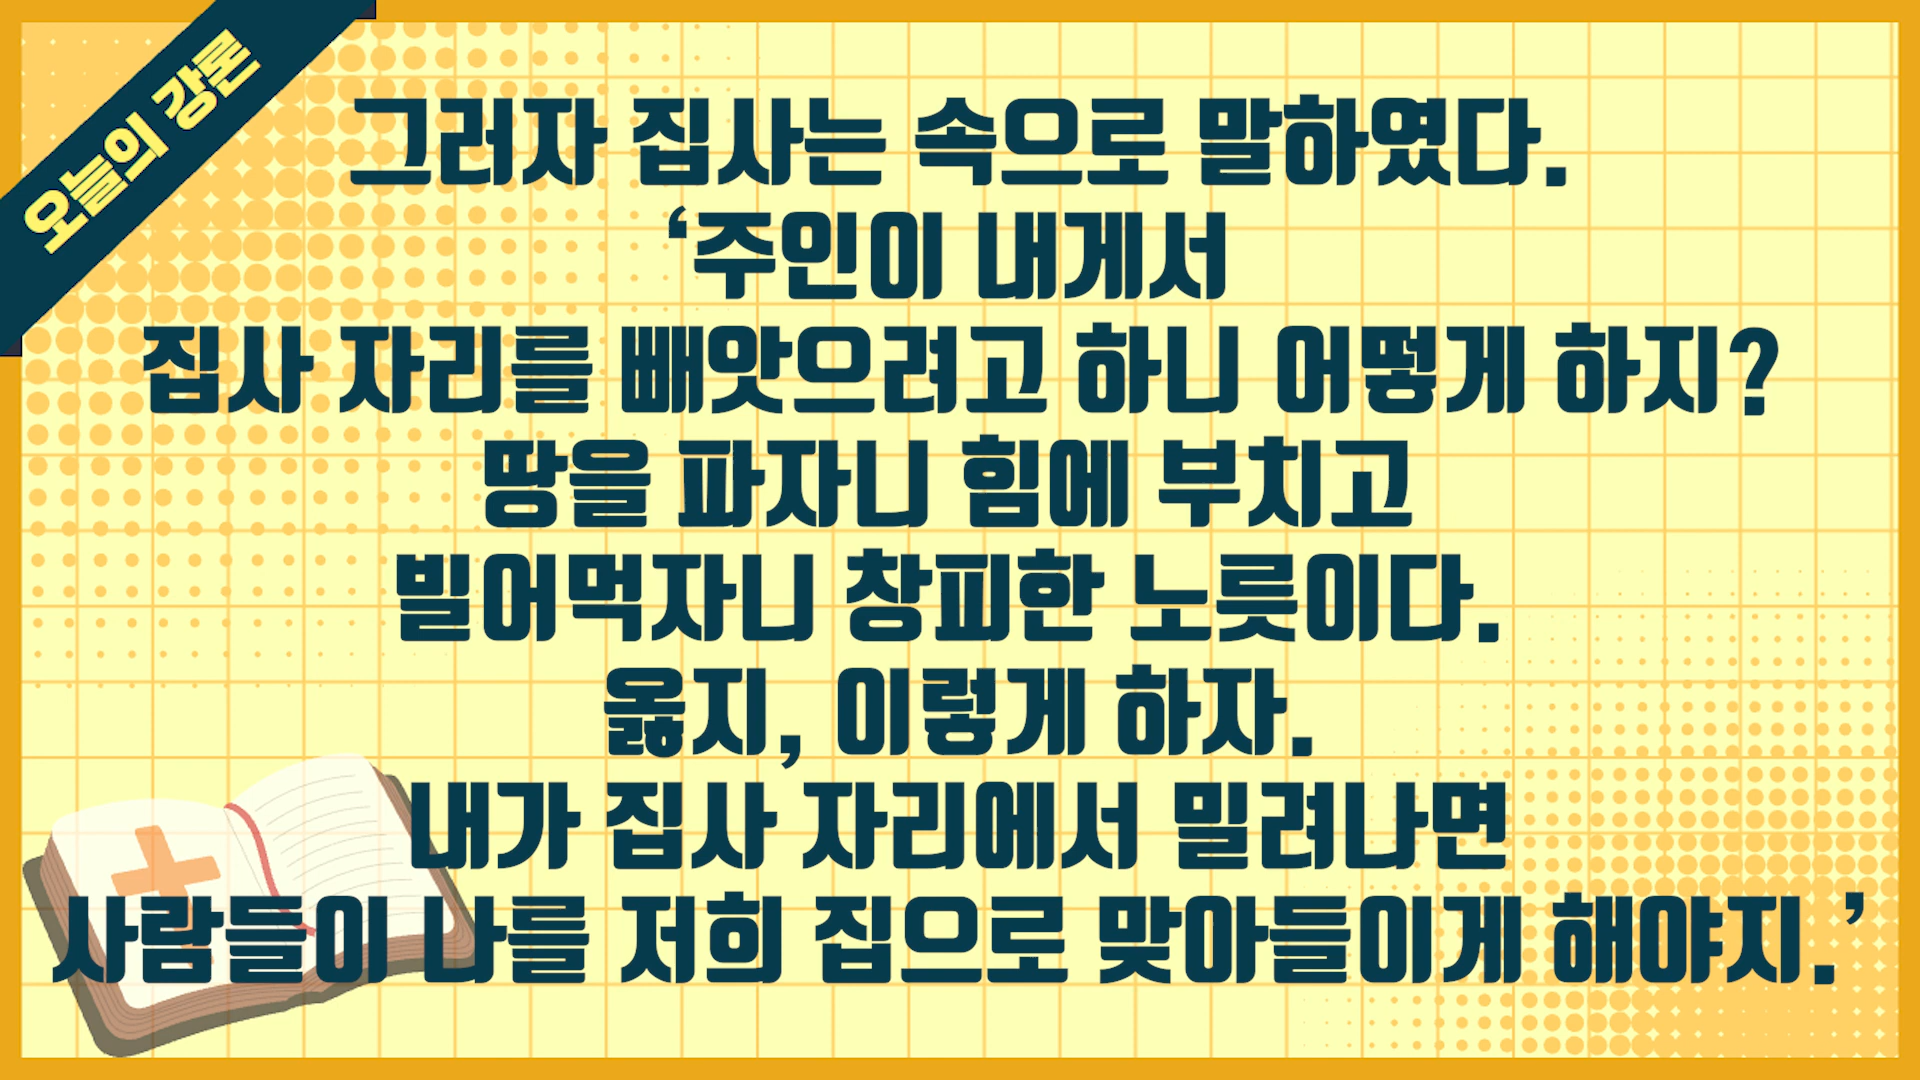 오늘의 강론
그러자 집사는 속으로 말하였다.
‘주인이 내게서
집사 자리를 빼앗으려고 하니 어떻게 하지?
땅을 파자니 힘에 부치고
빌어먹자니 창피한 노릇이다.
옳지, 이렇게 하자.
내가 집사 자리에서 밀려나면
사람들이 나를 저희 집으로 맞아들이게 해야지.’